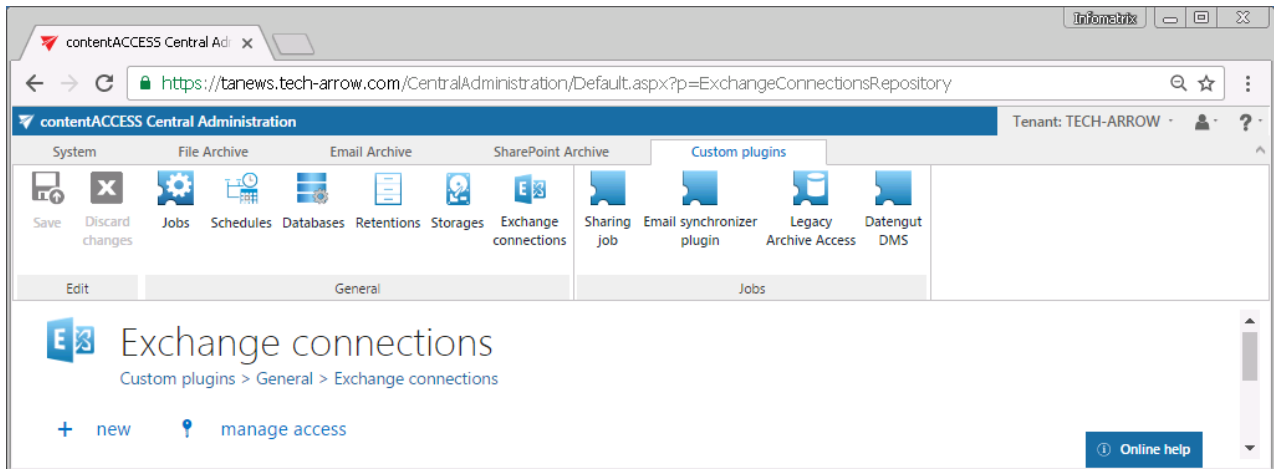 Infomatrix
contentACCESS Central Adr
https://tanews.tech-arrow.com/CentralAdministration/Default.aspx?p=ExchangeConnectionsRepository
contentACCESS Central Administration
Tenant: TECH-ARROW
?
System File Archive Email Archive SharePoint Archive Custom plugins
Save Discard changes Jobs Schedules Databases Retentions Storages Exchange connections Sharing job Email synchronizer plugin Legacy Archive Access Datengut DMS
Edit General Jobs
Exchange connections
Custom plugins > General > Exchange connections
+ new manage access
Online help